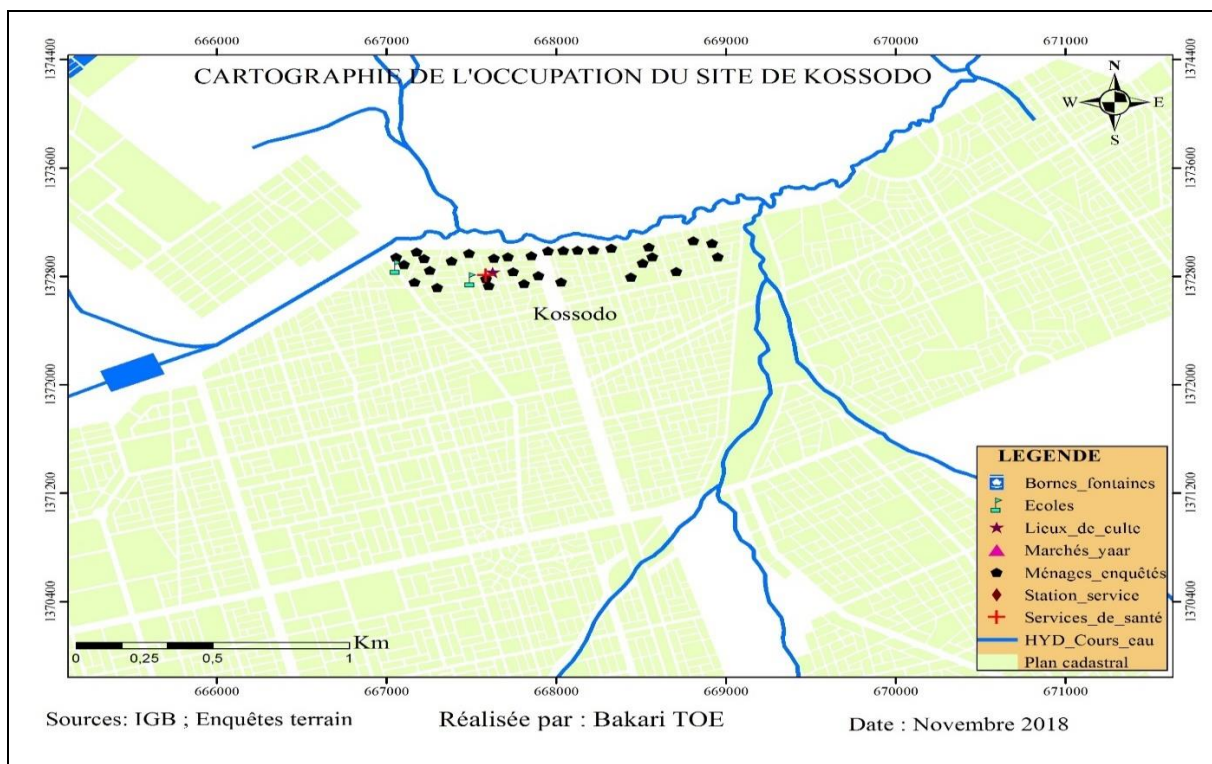 666000 667000 668000 669000 670000 671000
CARTOGRAPHIE DE L'OCCUPATION DU SITE DE KOSSODO
N
W E
S
1374400 1374400
1373600 1373600
1372800 1372800
Kossodo
1372000 1372000
1371200 1371200
1370400 1370400
LEGENDE
Bornes_fontaines
Ecoles
Lieux_de_culte
Marchés_yaar
Ménages_enquêtés
Station_service
Services_de_santé
HYD_Cours_eau
Plan cadastral
Km
0 0,25 0,5 1
666000 667000 668000 669000 670000 671000
Sources: IGB ; Enquêtes terrain Réalisée par : Bakari TOE Date : Novembre 2018